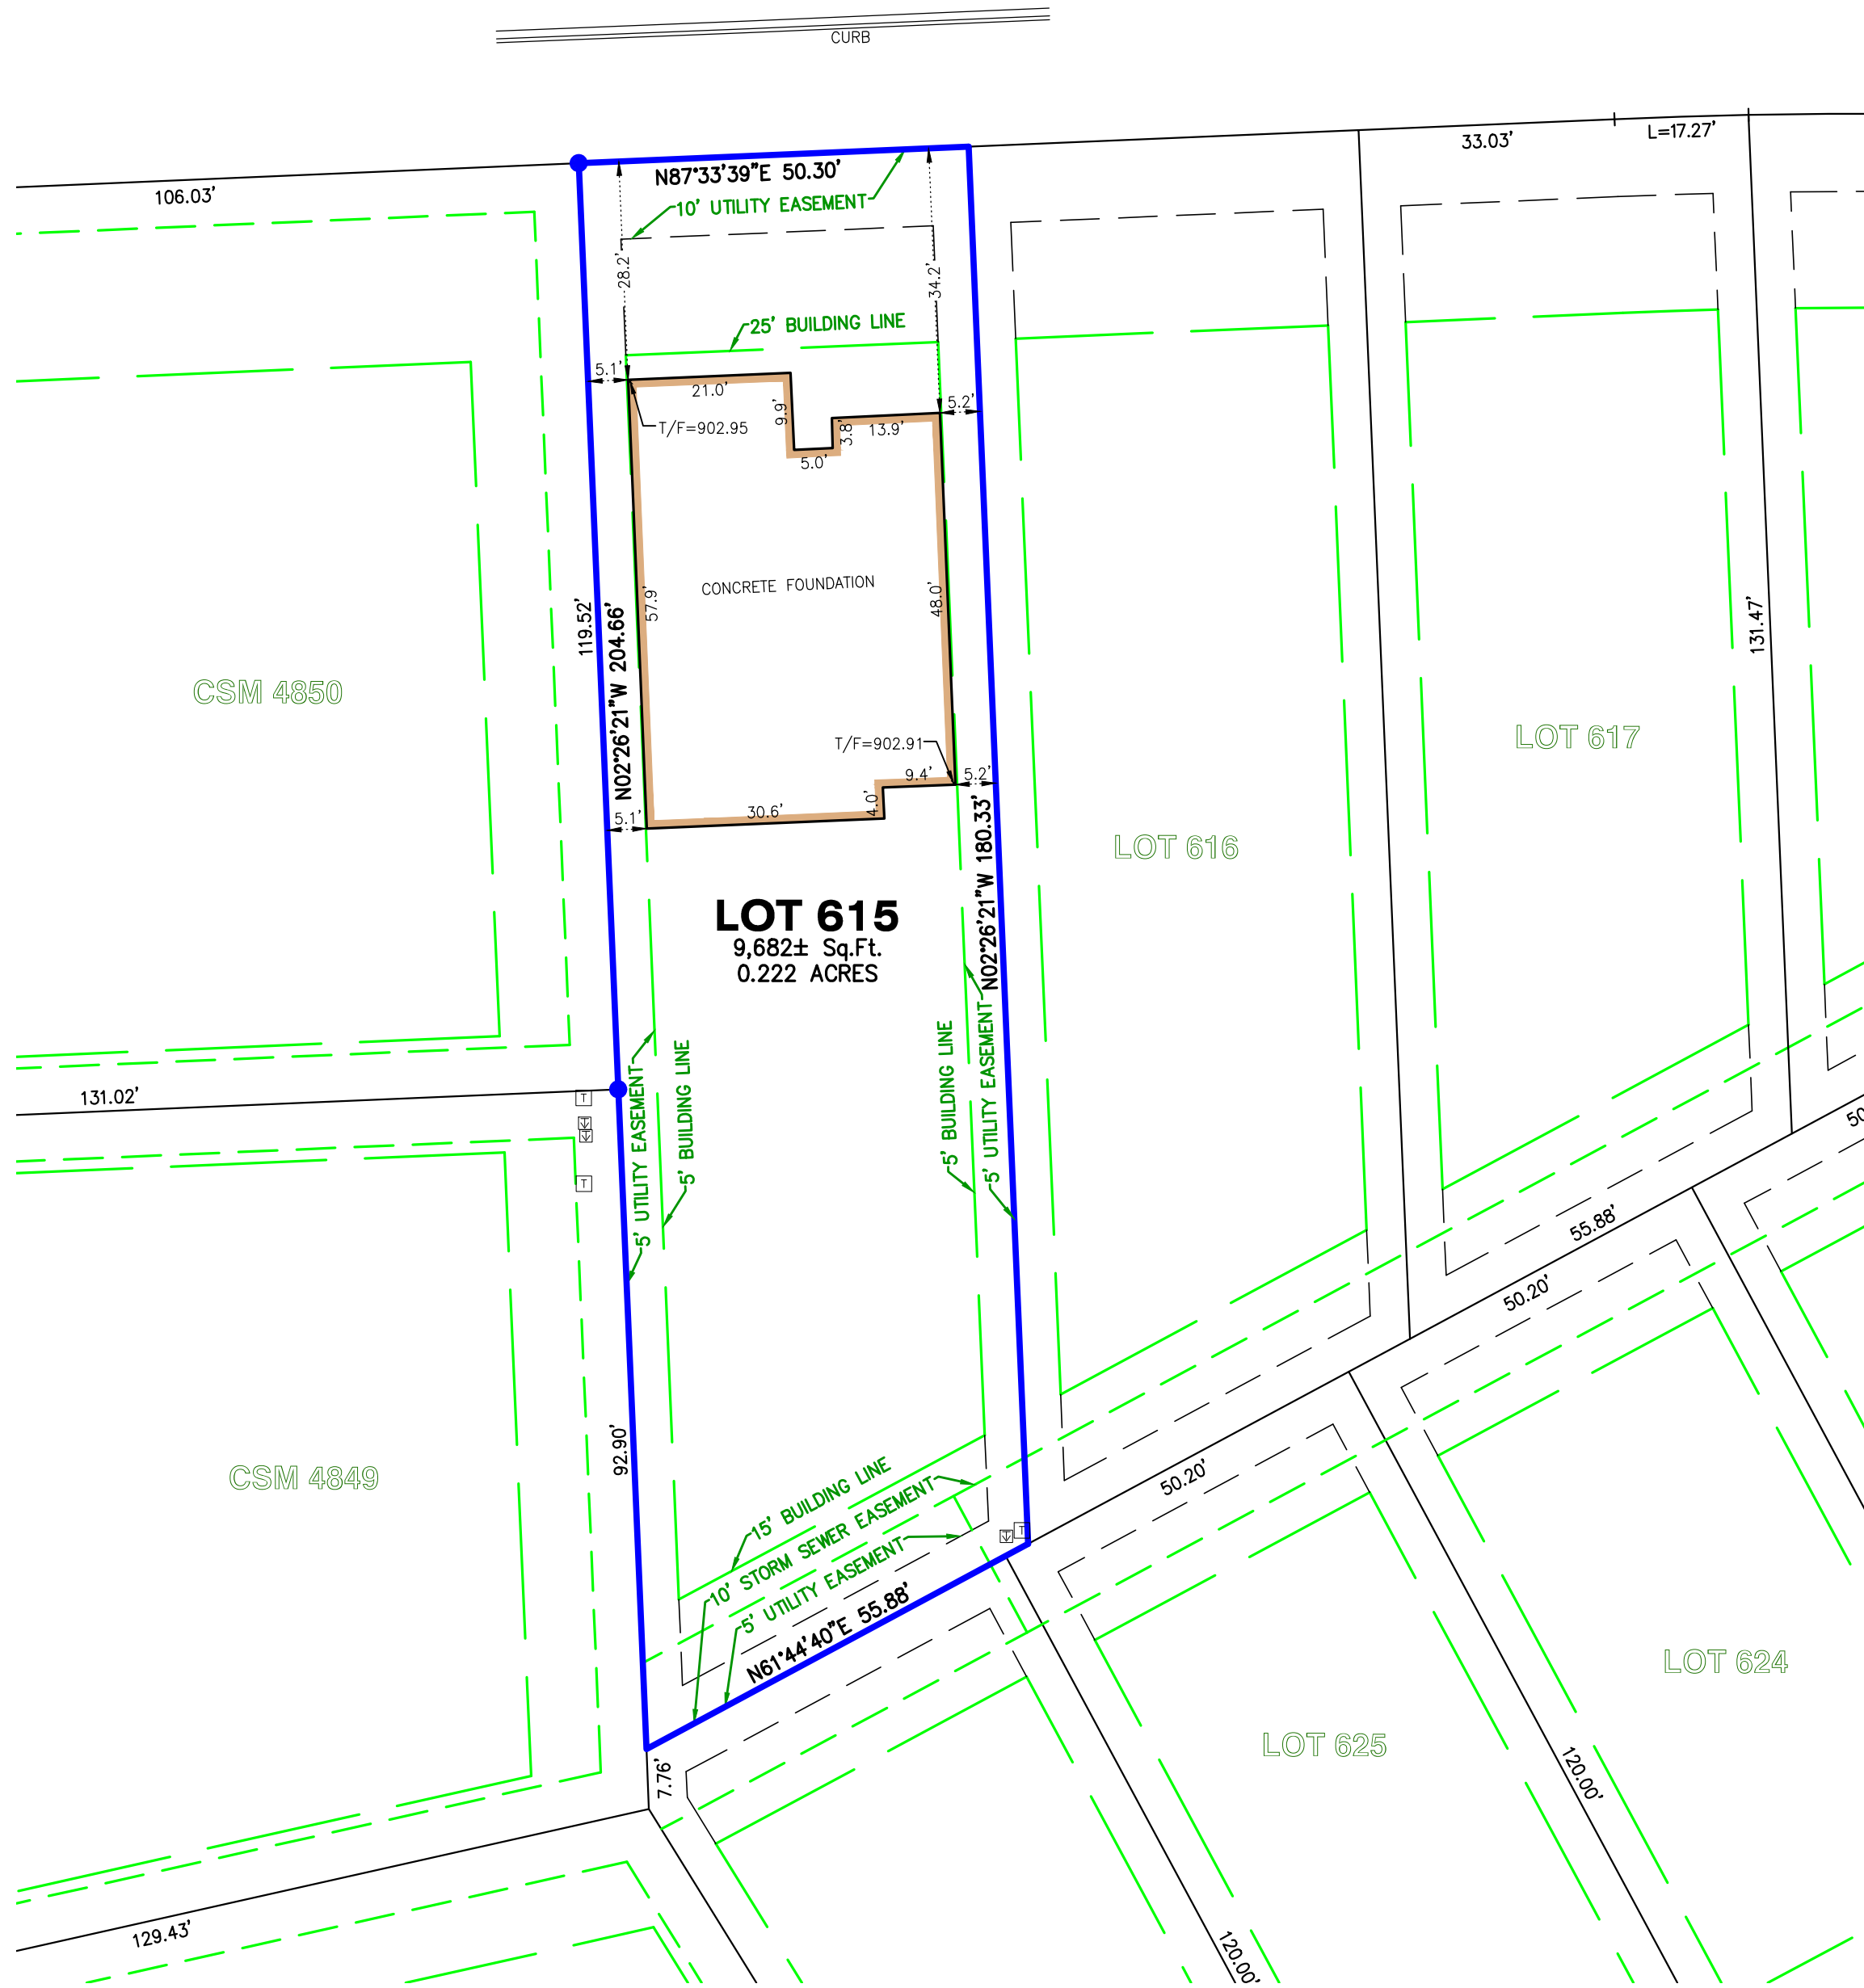 CURB
106.03'
N87°33'39"E 50.30'
33.03'
L=17.27'
10' UTILITY EASEMENT
28.2'
34.2'
25' BUILDING LINE
5.1'
21.0'
9.9'
3.8'
13.9'
5.2'
T/F=902.95
5.0'
CONCRETE FOUNDATION
57.9'
48.0'
119.52'
N02°26'21"W 204.66'
131.47'
CSM 4850
LOT 617
T/F=902.91
9.4'
5.2'
5.1'
30.6'
4.0'
N02°26'21"W 180.33'
LOT 616
LOT 615
9,682± Sq.Ft.
0.222 ACRES
131.02'
T
T
5' UTILITY EASEMENT
5' BUILDING LINE
5' BUILDING LINE
5' UTILITY EASEMENT
50
55.88'
50.20'
92.90'
CSM 4849
50.20'
15' BUILDING LINE
10' STORM SEWER EASEMENT
5' UTILITY EASEMENT
T
N61°44'40"E 55.88'
LOT 624
LOT 625
7.76'
120.00'
129.43'
120.00'